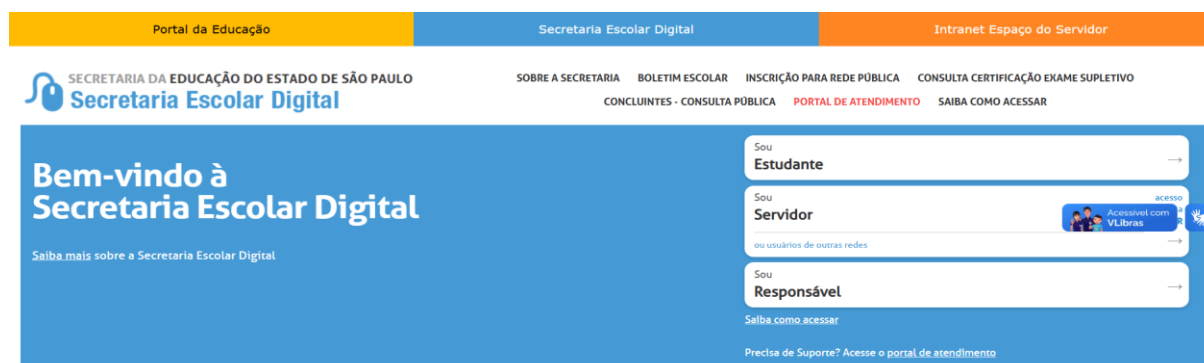 Portal da Educação
Secretaria Escolar Digital
Intranet Espaço do Servidor
SECRETARIA DA EDUCAÇÃO DO ESTADO DE SÃO PAULO
Secretaria Escolar Digital
SOBRE A SECRETARIA BOLETIM ESCOLAR INSCRIÇÃO PARA REDE PÚBLICA CONSULTA CERTIFICAÇÃO EXAME SUPLETIVO
CONCLUINTES - CONSULTA PÚBLICA PORTAL DE ATENDIMENTO SAIBA COMO ACESSAR
Bem-vindo à
Secretaria Escolar Digital
Saiba mais sobre a Secretaria Escolar Digital
Sou
Estudante
Sou
Servidor
acesso
Acessível com
VLibras
ou usuários de outras redes
Sou
Responsável
Saiba como acessar
Precisa de Suporte? Acesse o portal de atendimento